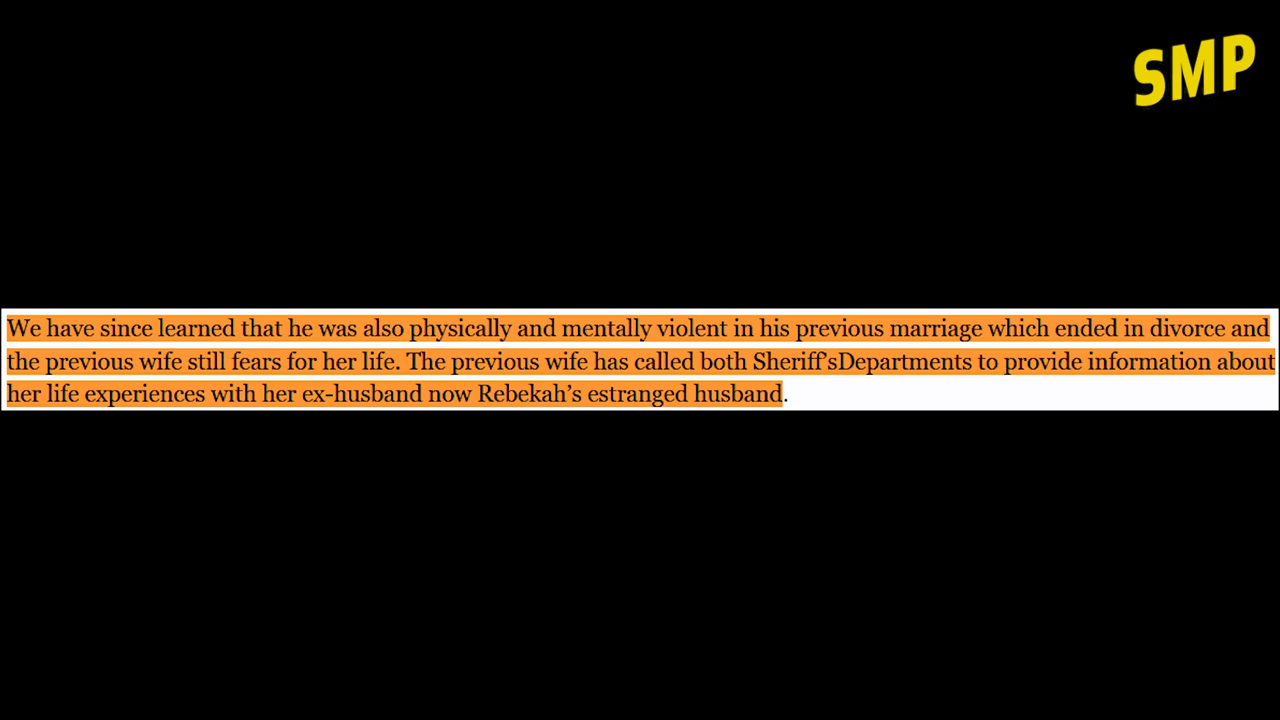 SMP
We have since learned that he was also physically and mentally violent in his previous marriage which ended in divorce and
the previous wife still fears for her life. The previous wife has called both Sheriff'sDepartments to provide information about
her life experiences with her ex-husband now Rebekah’s estranged husband.